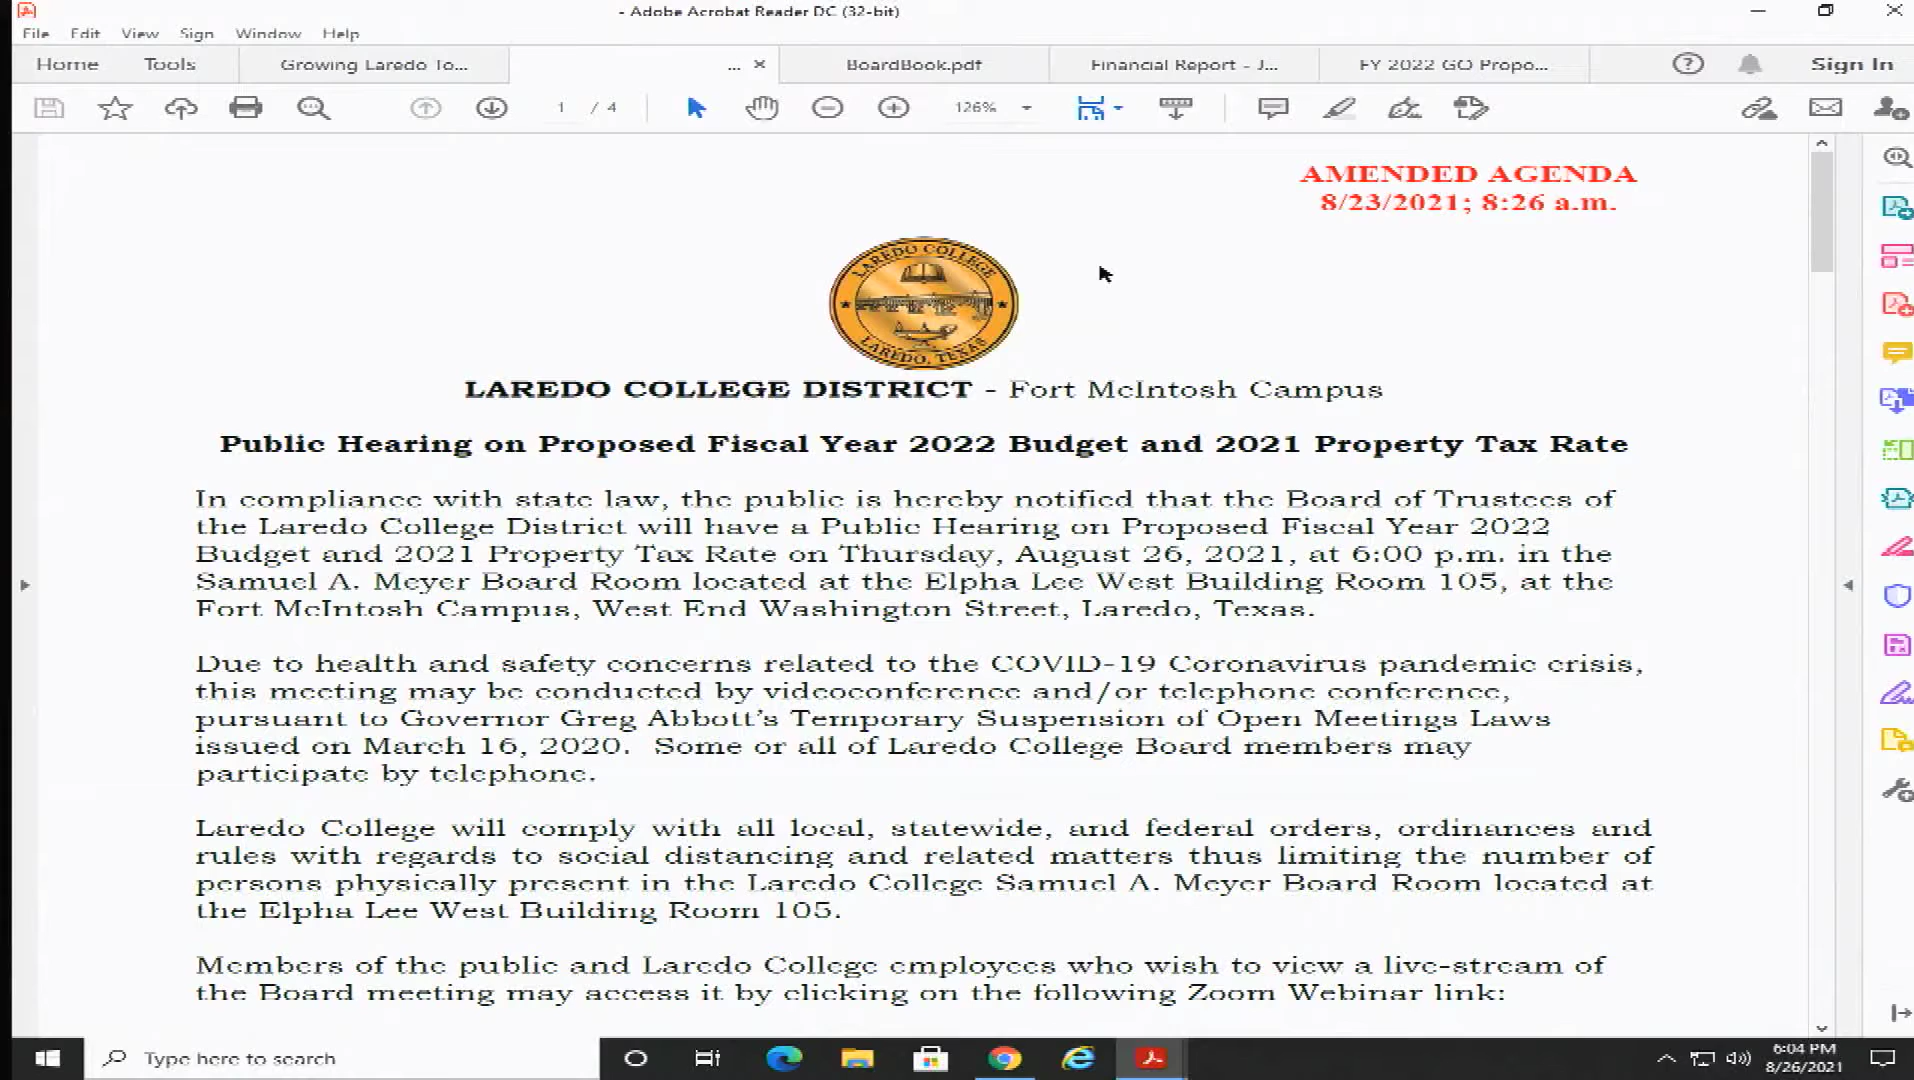 - Adobe Acrobat Reader DC (32-bit)
File Edit View Sign Window Help
Home Tools Growing Laredo To... ... BoardBook.pdf Financial Report - J... FY 2022 GO Propo... Sign In
1 / 4 126%
AMENDED AGENDA
8/23/2021; 8:26 a.m.
LAREDO COLLEGE
LAREDO, TEXAS
LAREDO COLLEGE DISTRICT - Fort McIntosh Campus
Public Hearing on Proposed Fiscal Year 2022 Budget and 2021 Property Tax Rate
In compliance with state law, the public is hereby notified that the Board of Trustees of
the Laredo College District will have a Public Hearing on Proposed Fiscal Year 2022
Budget and 2021 Property Tax Rate on Thursday, August 26, 2021, at 6:00 p.m. in the
Samuel A. Meyer Board Room located at the Elpha Lee West Building Room 105, at the
Fort McIntosh Campus, West End Washington Street, Laredo, Texas.
Due to health and safety concerns related to the COVID-19 Coronavirus pandemic crisis,
this meeting may be conducted by videoconference and/or telephone conference,
pursuant to Governor Greg Abbott's Temporary Suspension of Open Meetings Laws
issued on March 16, 2020. Some or all of Laredo College Board members may
participate by telephone.
Laredo College will comply with all local, statewide, and federal orders, ordinances and
rules with regards to social distancing and related matters thus limiting the number of
persons physically present in the Laredo College Samuel A. Meyer Board Room located at
the Elpha Lee West Building Room 105.
Members of the public and Laredo College employees who wish to view a live-stream of
the Board meeting may access it by clicking on the following Zoom Webinar link:
Type here to search
6:04 PM
8/26/2021